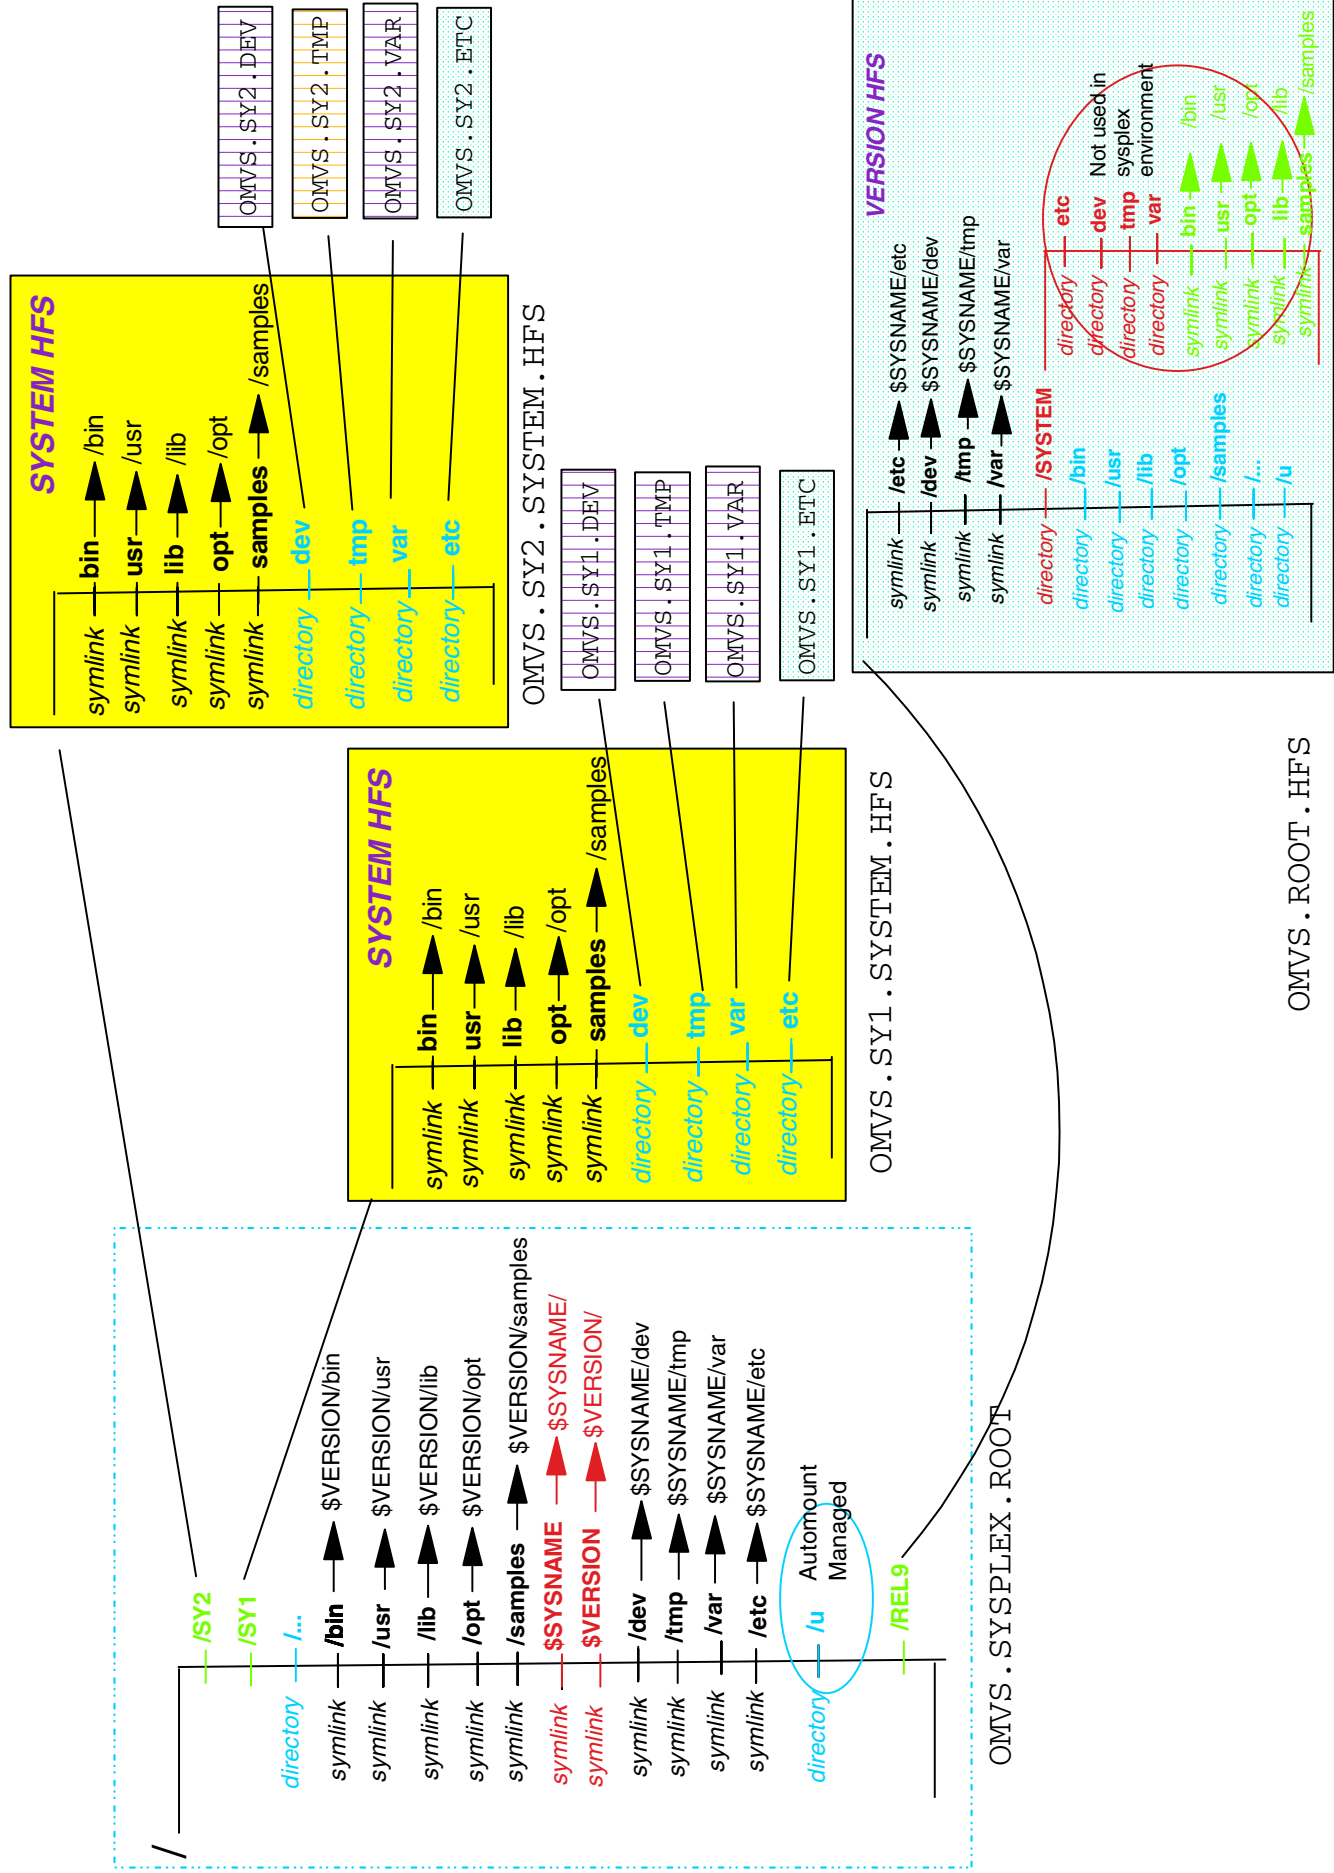 /
/SY2
/SY1
directory /...
symlink /bin $VERSION/bin
symlink /usr $VERSION/usr
symlink /lib $VERSION/lib
symlink /opt $VERSION/opt
symlink /samples $VERSION/samples
symlink $SYSNAME $SYSNAME/
symlink $VERSION $VERSION/
symlink /dev $SYSNAME/dev
symlink /tmp $SYSNAME/tmp
symlink /var $SYSNAME/var
symlink /etc $SYSNAME/etc
directory /u Automount
Managed
/REL9
OMVS.SYSPLEX.ROOT
SYSTEM HFS
symlink bin /bin
symlink usr /usr
symlink lib /lib
symlink opt /opt
symlink samples /samples
directory dev
directory tmp
directory var
directory etc
OMVS.SY1.SYSTEM.HFS
OMVS.SY1.DEV
OMVS.SY1.TMP
OMVS.SY1.VAR
OMVS.SY1.ETC
SYSTEM HFS
symlink bin /bin
symlink usr /usr
symlink lib /lib
symlink opt /opt
symlink samples /samples
directory dev
directory tmp
directory var
directory etc
OMVS.SY2.SYSTEM.HFS
OMVS.SY2.DEV
OMVS.SY2.TMP
OMVS.SY2.VAR
OMVS.SY2.ETC
VERSION HFS
symlink /etc $SYSNAME/etc
symlink /dev $SYSNAME/dev
symlink /tmp $SYSNAME/tmp
symlink /var $SYSNAME/var
directory /SYSTEM
directory /bin
directory /usr
directory /lib
directory /opt
directory /samples
directory /...
directory /u
directory etc
directory dev
directory tmp
directory var
Not used in
sysplex
environment
symlink bin /bin
symlink usr /usr
symlink opt /opt
symlink lib /lib
symlink samples /samples
OMVS.ROOT.HFS